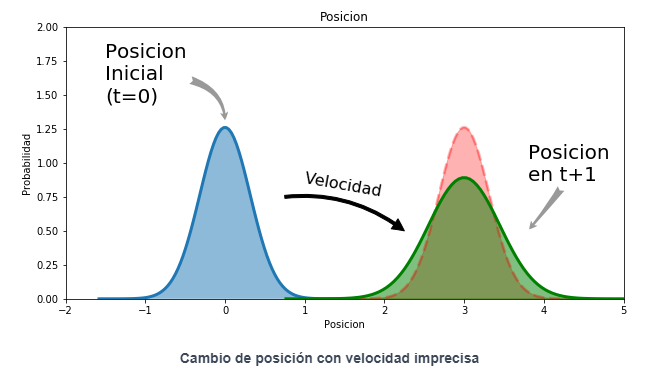 Posicion
2.00
1.75
1.50
1.25
1.00
0.75
0.50
0.25
0.00
Probabilidad
Posicion
Inicial
(t=0)
Velocidad
Posicion
en t+1
−2
−1
0
1
2
3
4
5
Posicion
Cambio de posición con velocidad imprecisa